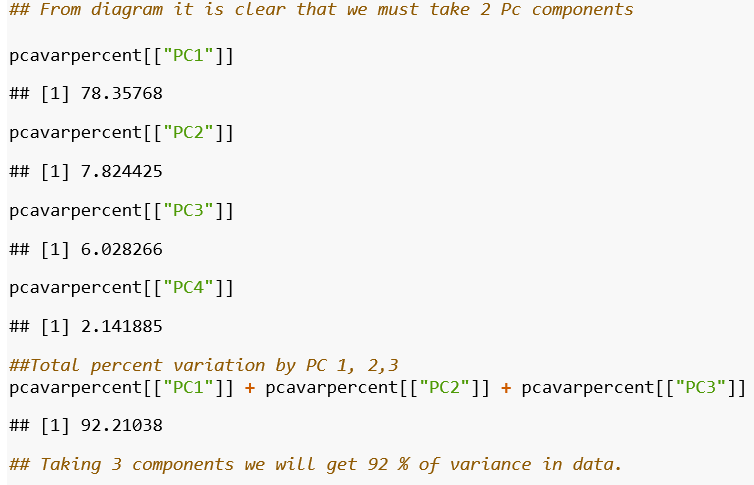 ## From diagram it is clear that we must take 2 Pc components
pcavarpercent[["PC1"]]
## [1] 78.35768
pcavarpercent[["PC2"]]
## [1] 7.824425
pcavarpercent[["PC3"]]
## [1] 6.028266
pcavarpercent[["PC4"]]
## [1] 2.141885
##Total percent variation by PC 1, 2,3
pcavarpercent[["PC1"]] + pcavarpercent[["PC2"]] + pcavarpercent[["PC3"]]
## [1] 92.21038
## Taking 3 components we will get 92 % of variance in data.